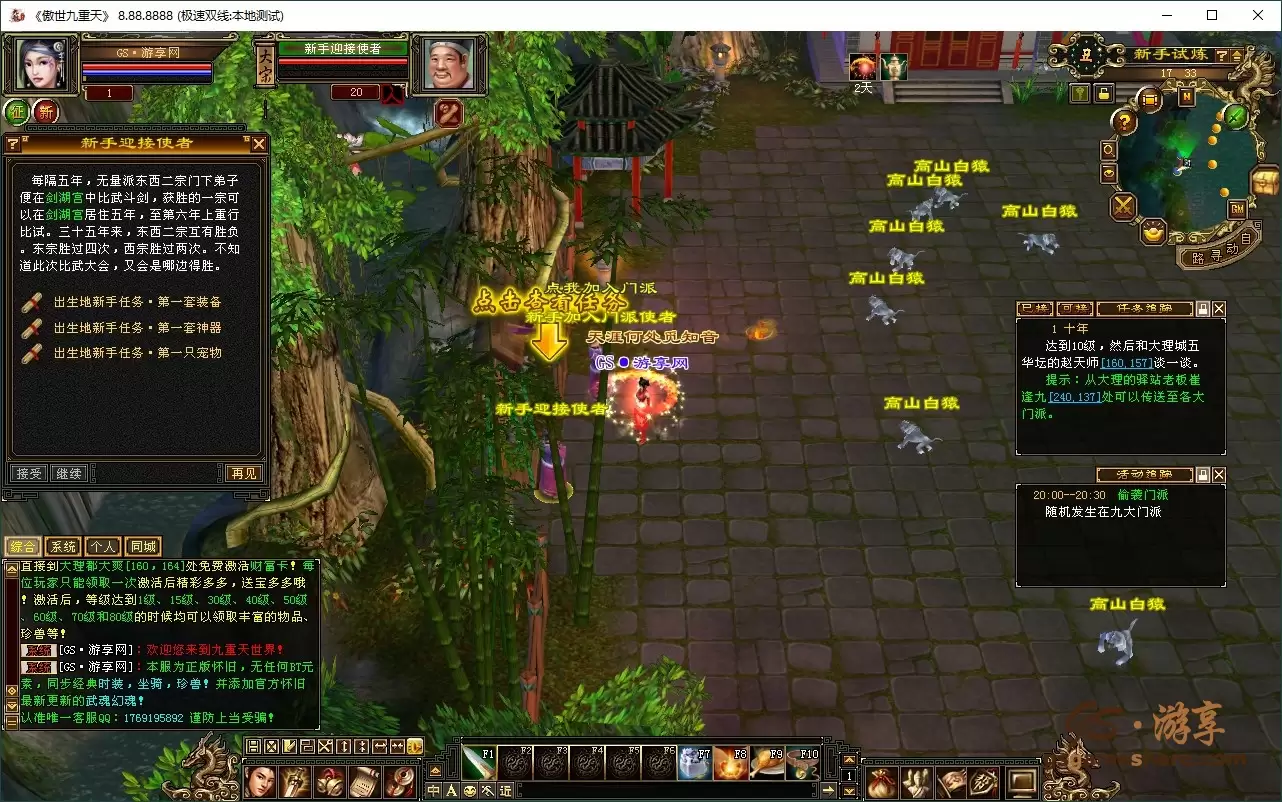 《傲世九重天》 8.88.8888 (极速双线:本地测试)
GS·游享网
1
大宋
新手迎接使者
20
征
新
2天
丑
新手试炼
17 33
N
GM
自动寻路
新手迎接使者
每隔五年，无量派东西二宗门下弟子
便在剑湖宫中比武斗剑，获胜的一宗可
以在剑湖宫居住五年，至第六年上重行
比试。三十五年来，东西二宗互有胜负
。东宗胜过四次，西宗胜过两次。不知
道此次比武大会，又会是哪边得胜。
出生地新手任务·第一套装备
出生地新手任务·第一套神器
出生地新手任务·第一只宠物
接受 继续 再见
高山白猿
高山白猿
高山白猿
高山白猿
高山白猿
点我加入门派
点击查看任务
新手加入门派使者
天涯何处觅知音
GS·游享网
新手迎接使者
高山白猿
高山白猿
已接 可接 任务追踪
1 十年
达到10级，然后和大理城五
华坛的赵天师[160,157]谈一谈。
提示：从大理的驿站老板崔
逢九[240,137]处可以传送至各大
门派。
活动追踪
20:00--20:30 偷袭门派
随机发生在九大门派
综合 系统 个人 同城
直接到大理都大爽[160,164]处免费激活财富卡！每
位玩家只能领取一次激活后精彩多多，送宝多多哦
！激活后，等级达到1级、15级、30级、40级、50级
、60级、70级和80级的时候均可以领取丰富的物品、
珍兽等！
系统 [GS·游享网]：欢迎您来到九重天世界！
系统 [GS·游享网]：本服为正版怀旧，无任何BT元
素，同步经典时装，坐骑，珍兽！并添加官方怀旧
最新更新的武魂幻魂！
认准唯一客服QQ：1769195892 谨防上当受骗！
F1 F2 F3 F4 F5 F6 F7 F8 F9 F10
中 A 近
1
GS·游享